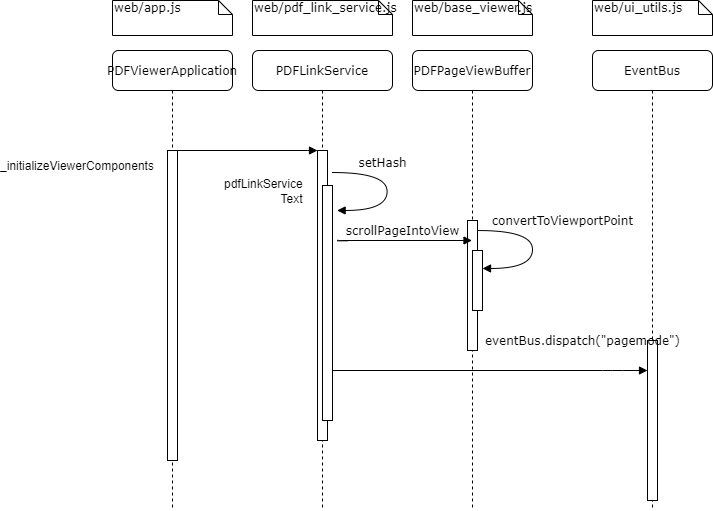 web/app.js
web/pdf_link_service.js
web/base_viewer.js
web/ui_utils.js
PDFViewerApplication
PDFLinkService
PDFPageViewBuffer
EventBus
_initializeViewerComponents
setHash
pdfLinkService
Text
scrollPageIntoView
convertToViewportPoint
eventBus.dispatch("pagemode")